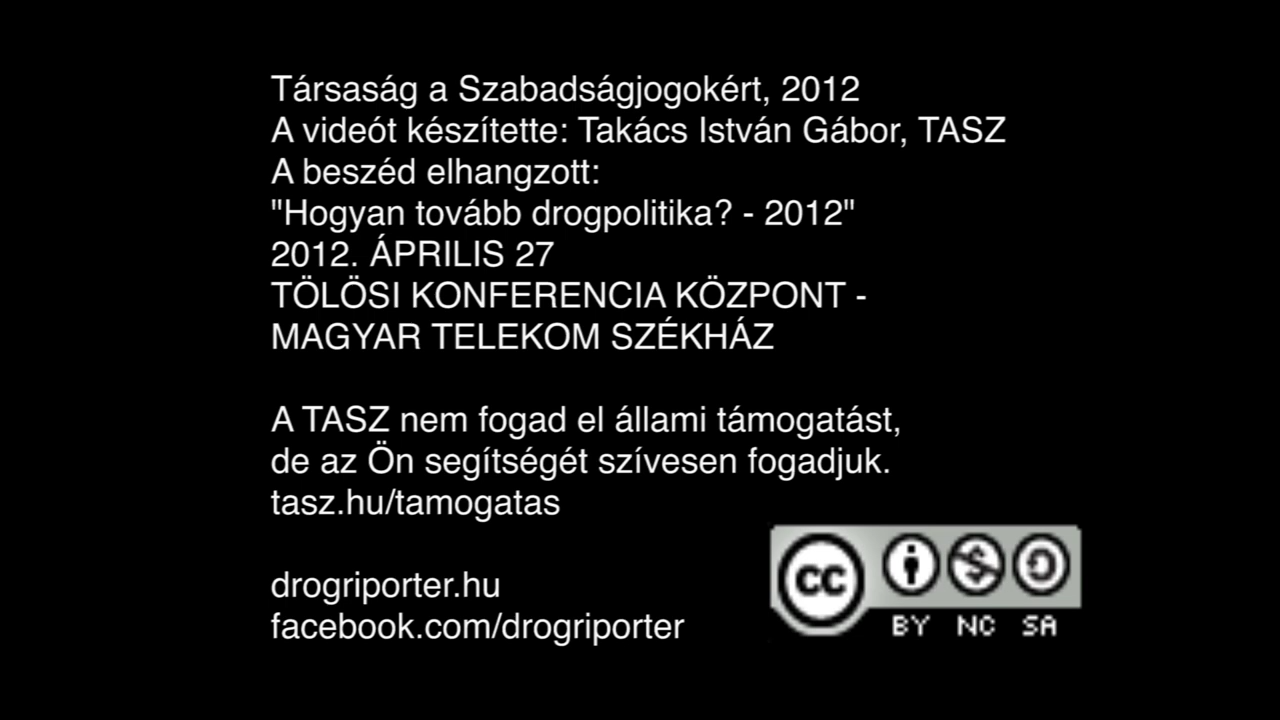 Társaság a Szabadságjogokért, 2012
A videót készítette: Takács István Gábor, TASZ
A beszéd elhangzott:
"Hogyan tovább drogpolitika? - 2012"
2012. ÁPRILIS 27
TÖLÖSI KONFERENCIA KÖZPONT -
MAGYAR TELEKOM SZÉKHÁZ
A TASZ nem fogad el állami támogatást,
de az Ön segítségét szívesen fogadjuk.
tasz.hu/tamogatas
drogriporter.hu
facebook.com/drogriporter
CC
BY NC SA